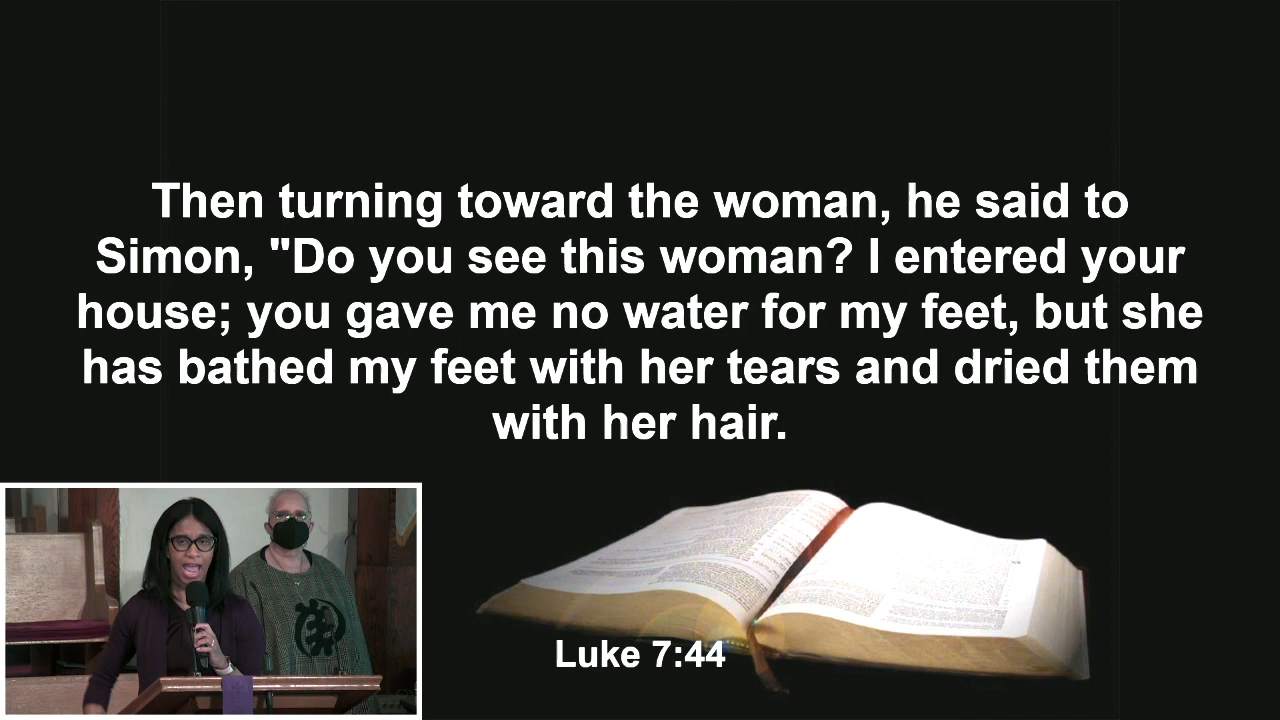 Then turning toward the woman, he said to
Simon, "Do you see this woman? I entered your
house; you gave me no water for my feet, but she
has bathed my feet with her tears and dried them
with her hair.
Luke 7:44